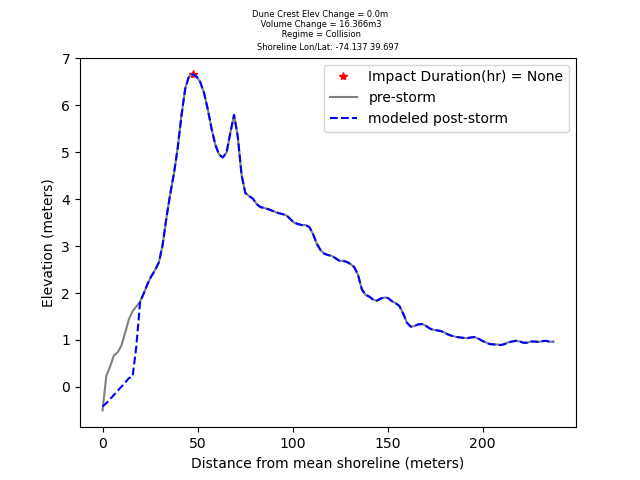 Dune Crest Elev Change = 0.0m
Volume Change = 16.366m3
Regime = Collision
Shoreline Lon/Lat: -74.137 39.697
Impact Duration(hr) = None
pre-storm
modeled post-storm
7
6
5
4
3
2
1
0
Elevation (meters)
0 50 100 150 200
Distance from mean shoreline (meters)